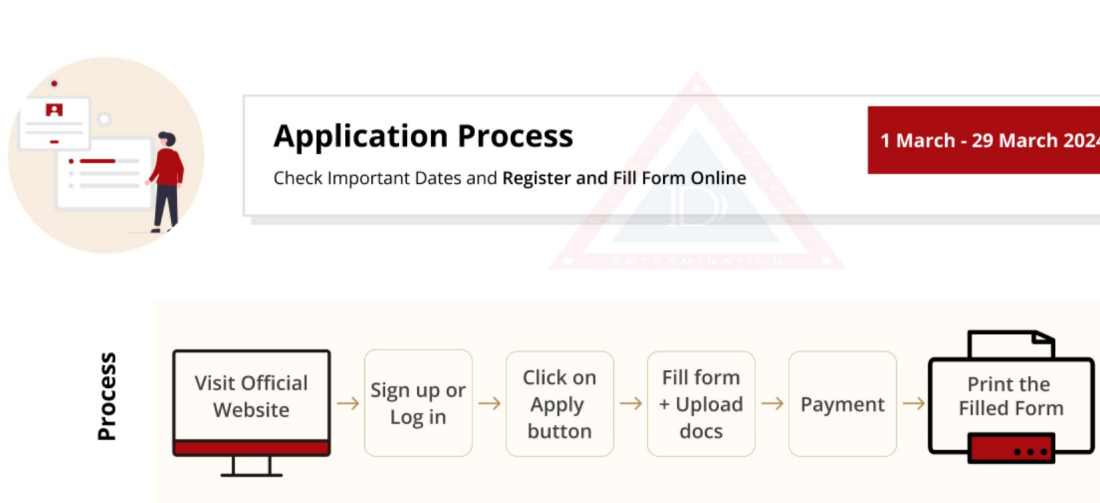 Application Process
1 March - 29 March 2024
Check Important Dates and Register and Fill Form Online
DETERMINATION
Process
Visit Official
Website
Sign up or
Log in
Click on
Apply
button
Fill form
+ Upload
docs
Payment
Print the
Filled Form